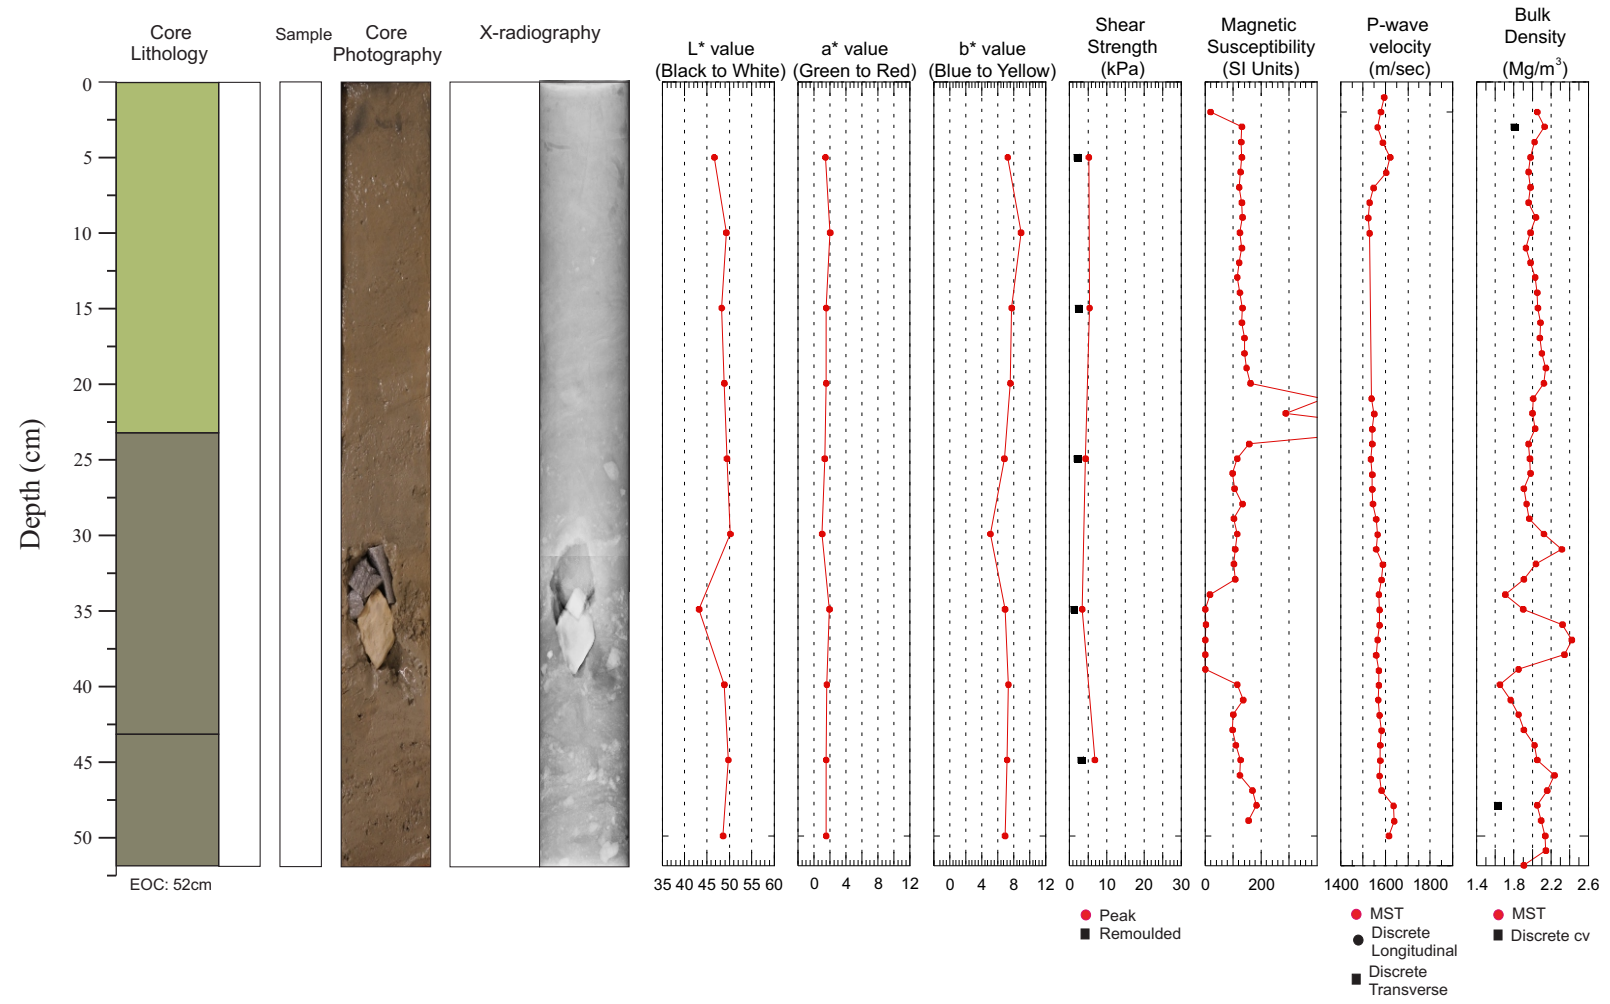 Core
Lithology
Sample
Core
Photography
X-radiography
L* value
(Black to White)
a* value
(Green to Red)
b* value
(Blue to Yellow)
Shear
Strength
(kPa)
Magnetic
Susceptibility
(SI Units)
P-wave
velocity
(m/sec)
Bulk
Density
(Mg/m³)
Depth (cm)
0
5
10
15
20
25
30
35
40
45
50
EOC: 52cm
35 40 45 50 55 60
0 4 8 12
0 4 8 12
0 10 20 30
0 200
1400 1600 1800
1.4 1.8 2.2 2.6
Peak
Remoulded
MST
Discrete
Longitudinal
Discrete
Transverse
MST
Discrete cv